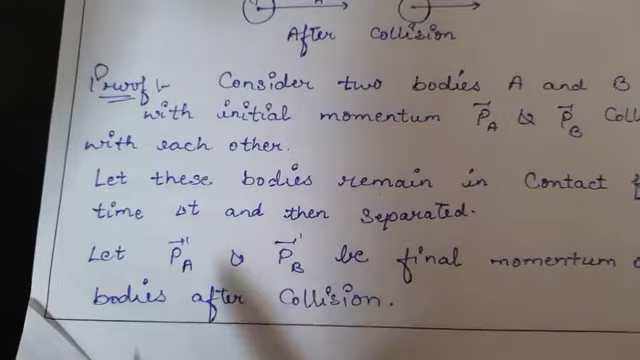 A
After Collision
Proof :- Consider two bodies A and B
with initial momentum P⃗A & P⃗B Coll
with each other.
Let these bodies remain in Contact f
time Δt and then separated.
Let P⃗'A & P⃗'B be final momentum o
bodies after Collision.